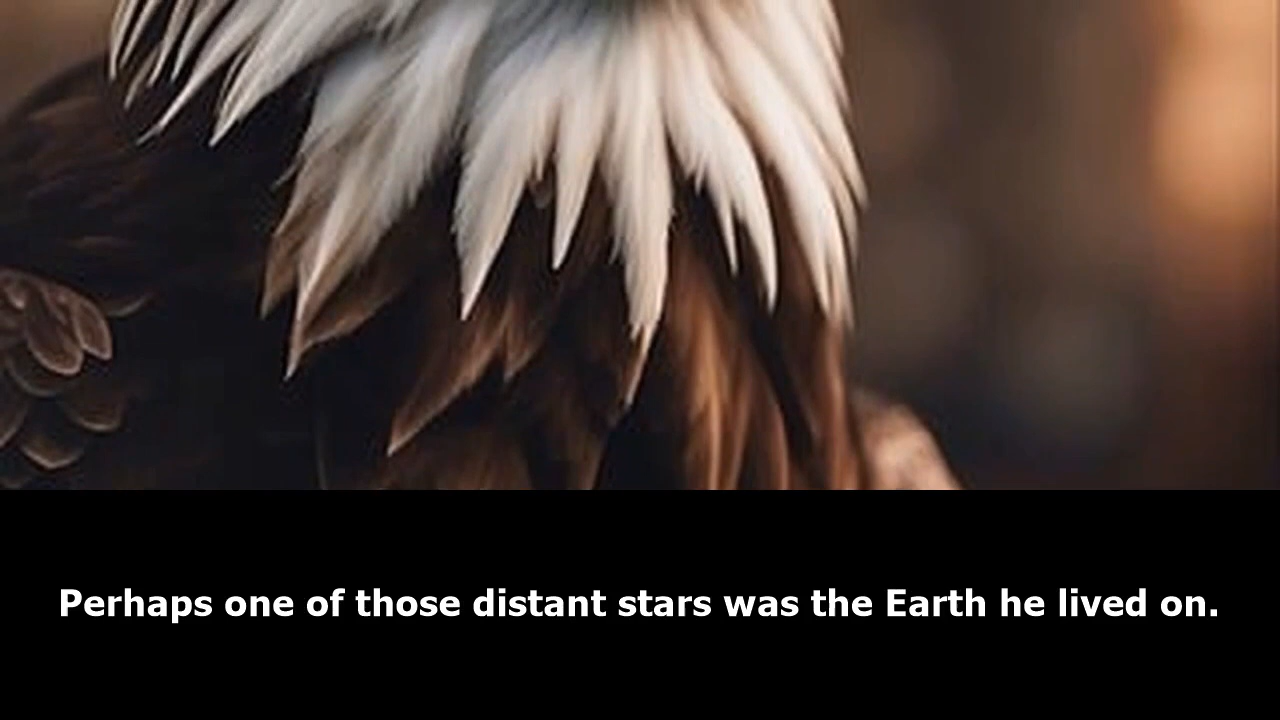 Perhaps one of those distant stars was the Earth he lived on.